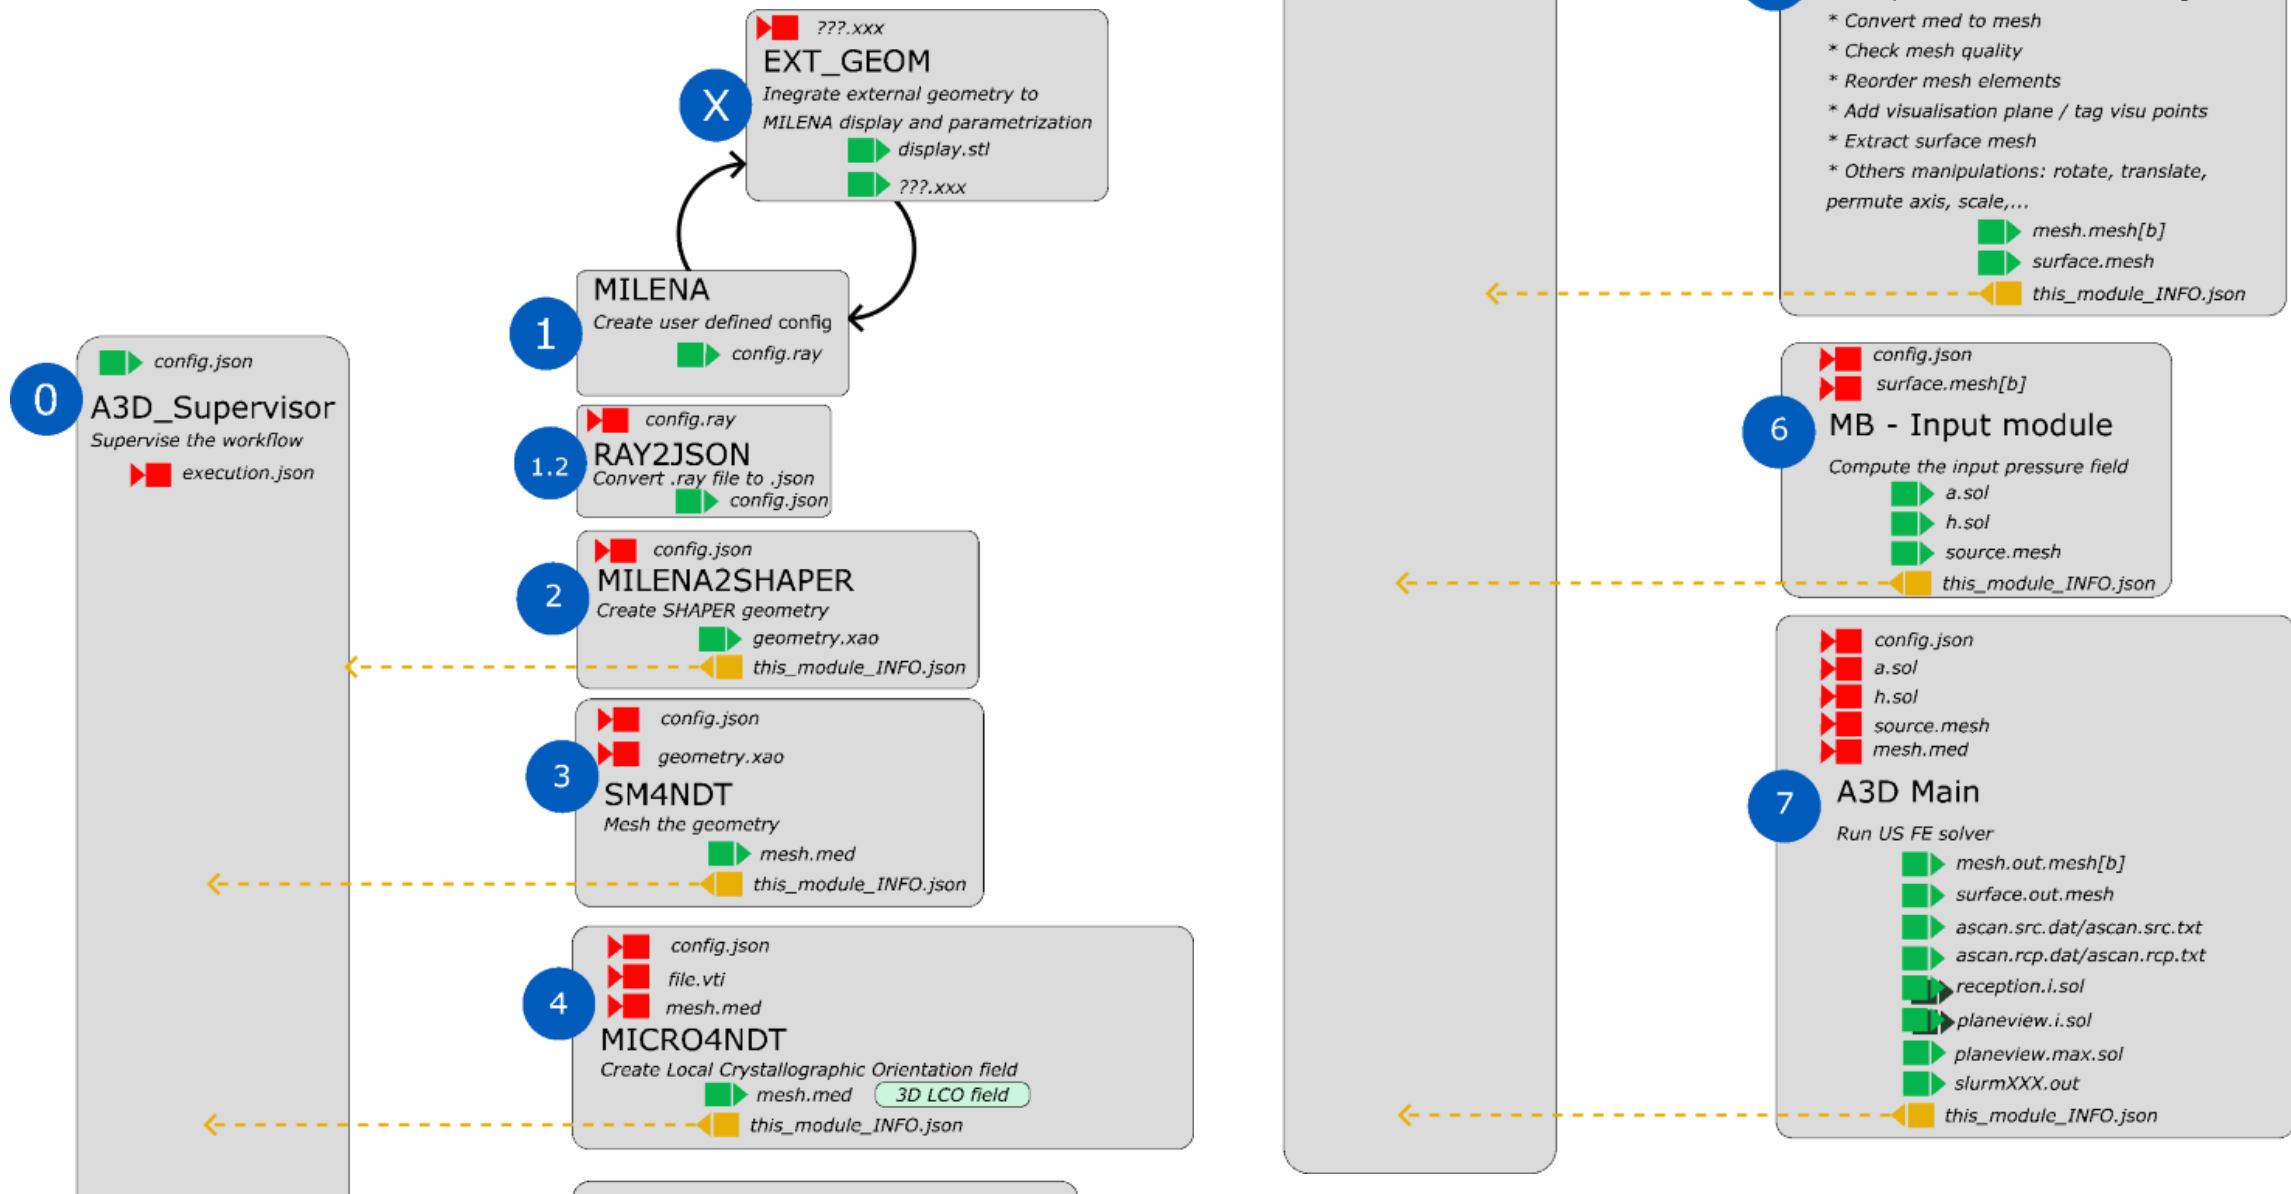 ???.xxx
EXT_GEOM
Inegrate external geometry to
MILENA display and parametrization
display.stl
???.xxx
X
MILENA
Create user defined config
config.ray
1
config.json
0
A3D_Supervisor
Supervise the workflow
execution.json
config.ray
1.2
RAY2JSON
Convert .ray file to .json
config.json
config.json
2
MILENA2SHAPER
Create SHAPER geometry
geometry.xao
this_module_INFO.json
config.json
geometry.xao
3
SM4NDT
Mesh the geometry
mesh.med
this_module_INFO.json
config.json
file.vti
mesh.med
4
MICRO4NDT
Create Local Crystallographic Orientation field
mesh.med 3D LCO field
this_module_INFO.json
* Convert med to mesh
* Check mesh quality
* Reorder mesh elements
* Add visualisation plane / tag visu points
* Extract surface mesh
* Others manipulations: rotate, translate,
permute axis, scale,...
mesh.mesh[b]
surface.mesh
this_module_INFO.json
config.json
surface.mesh[b]
6
MB - Input module
Compute the input pressure field
a.sol
h.sol
source.mesh
this_module_INFO.json
config.json
a.sol
h.sol
source.mesh
mesh.med
7
A3D Main
Run US FE solver
mesh.out.mesh[b]
surface.out.mesh
ascan.src.dat/ascan.src.txt
ascan.rcp.dat/ascan.rcp.txt
reception.i.sol
planeview.i.sol
planeview.max.sol
slurmXXX.out
this_module_INFO.json